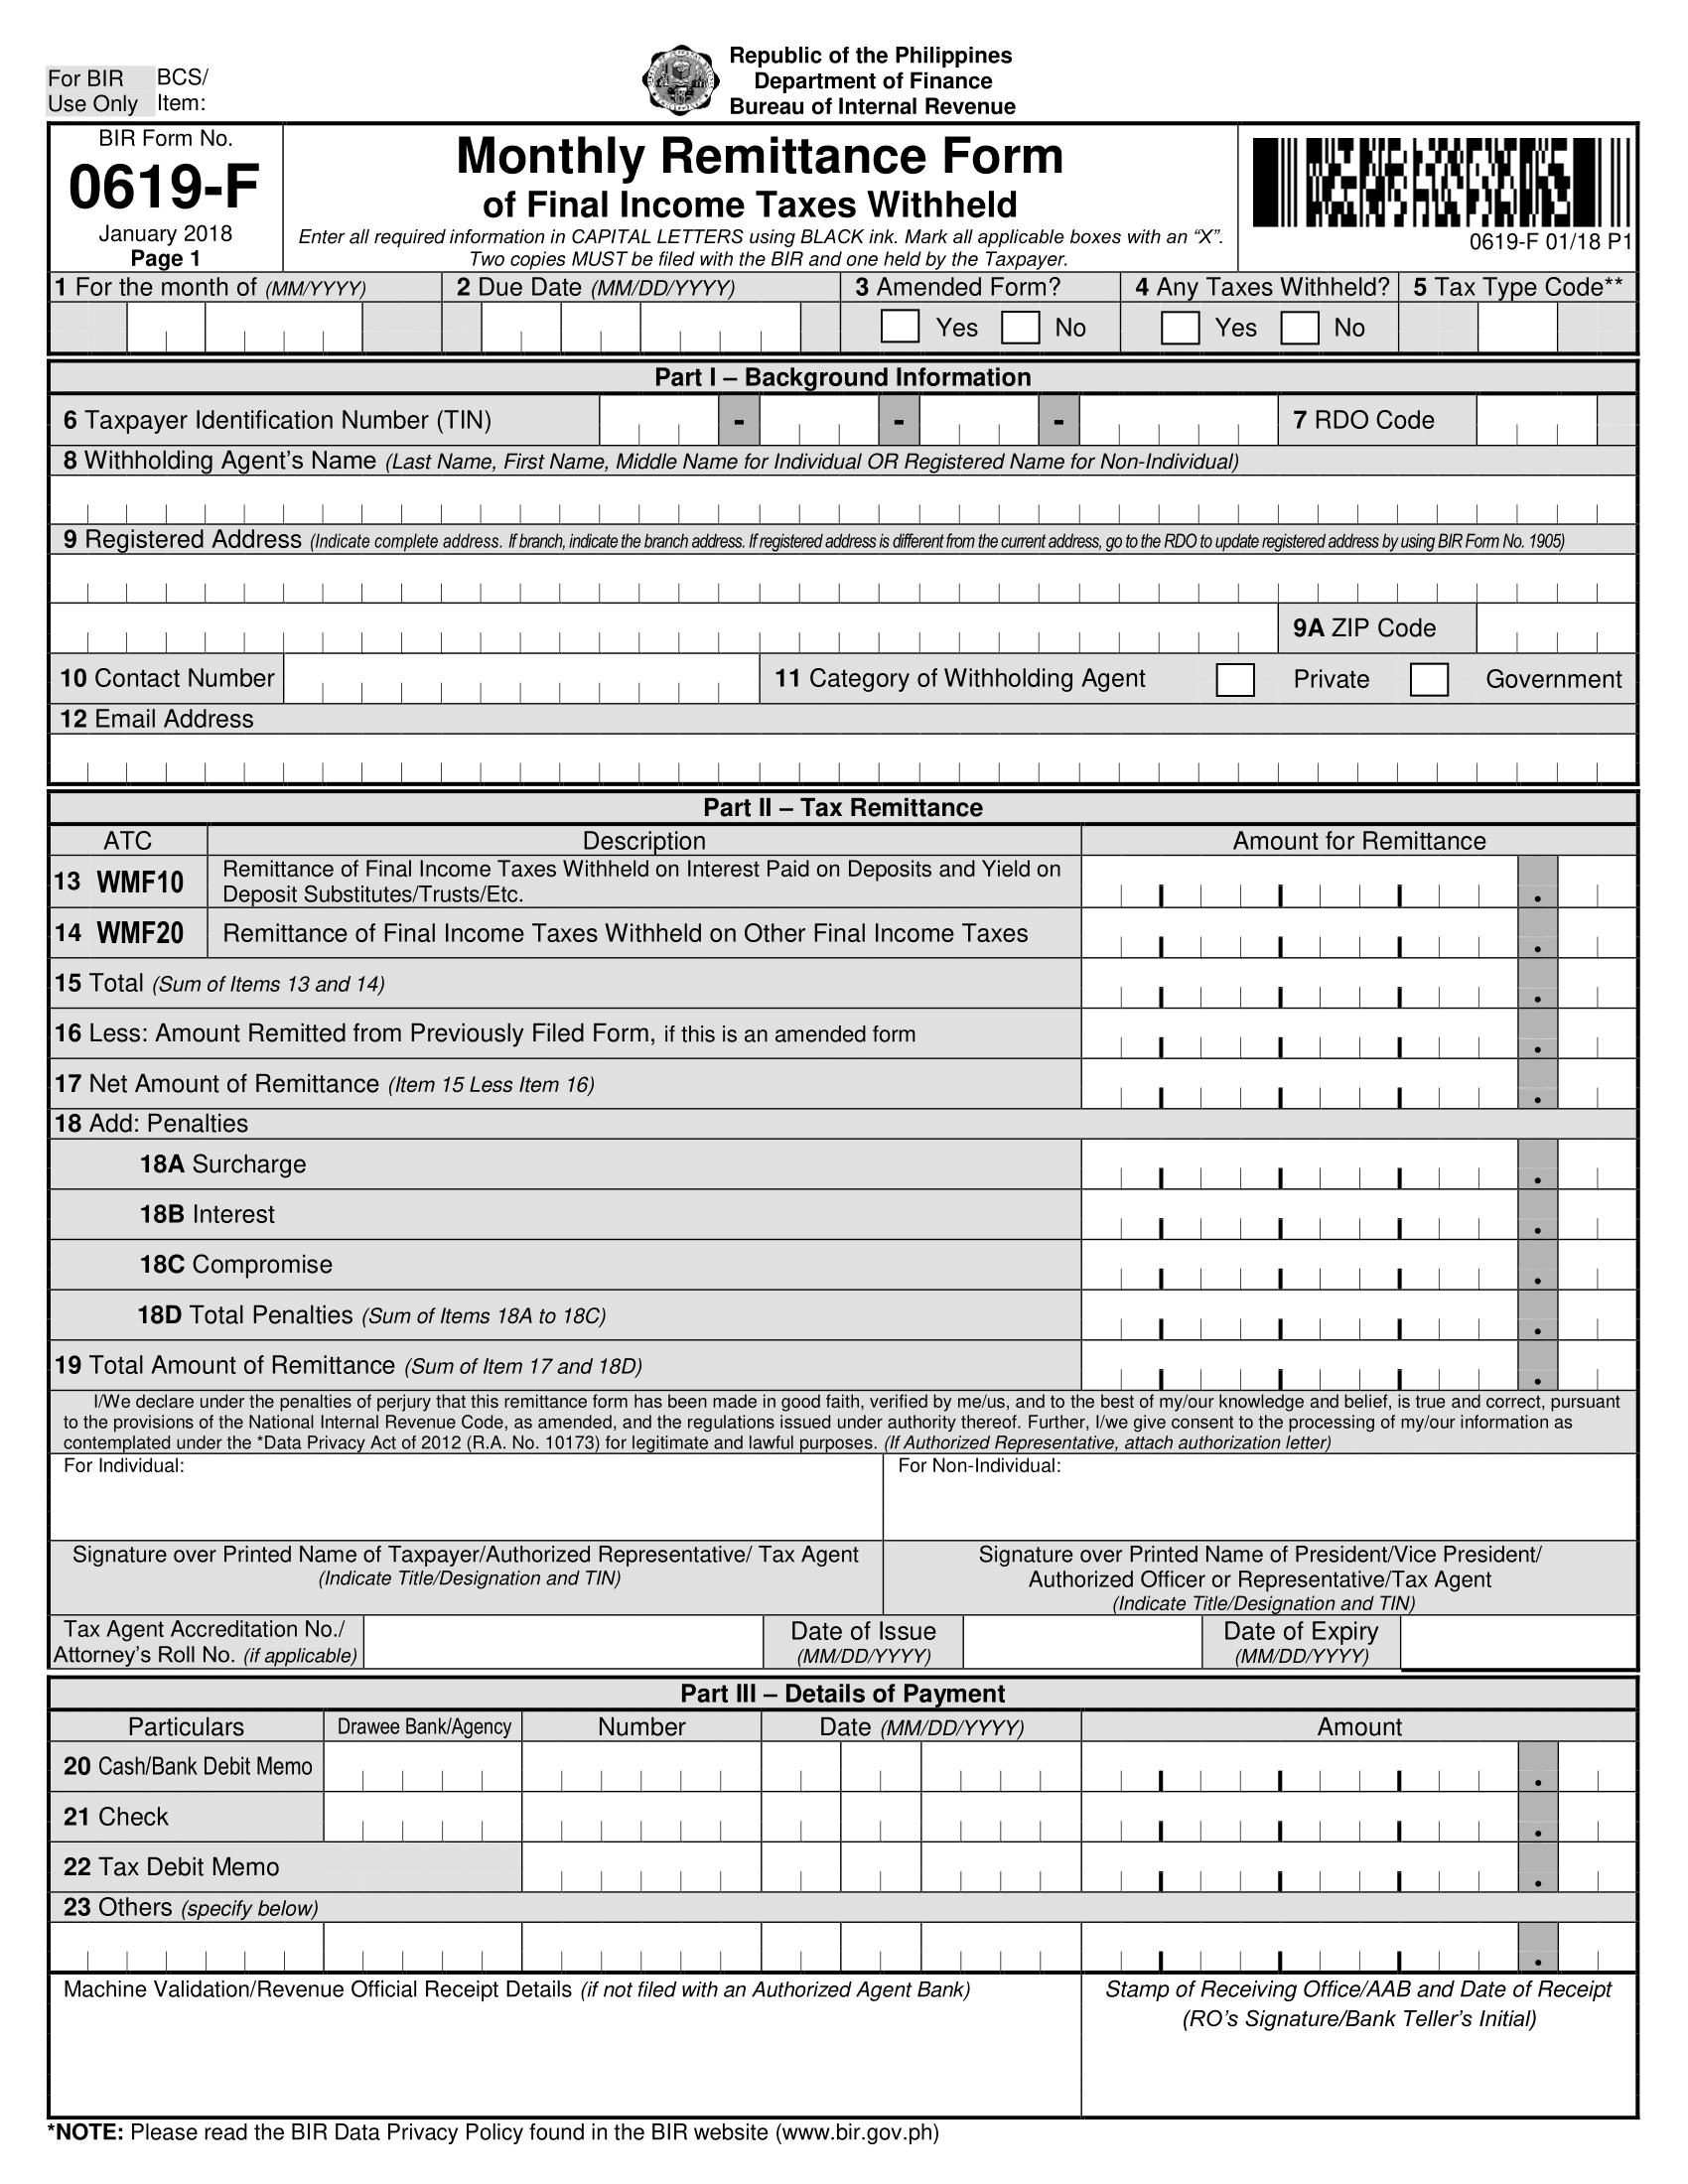 For BIR Use Only
BCS/
Item:
Republic of the Philippines
Department of Finance
Bureau of Internal Revenue
BIR Form No.
0619-F
January 2018
Page 1
Monthly Remittance Form
of Final Income Taxes Withheld
Enter all required information in CAPITAL LETTERS using BLACK ink. Mark all applicable boxes with an “X”.
Two copies MUST be filed with the BIR and one held by the Taxpayer.
0619-F 01/18 P1
1 For the month of (MM/YYYY)
2 Due Date (MM/DD/YYYY)
3 Amended Form?
4 Any Taxes Withheld?
5 Tax Type Code**
Yes No
Yes No
Part I – Background Information
6 Taxpayer Identification Number (TIN)
- - -
7 RDO Code
8 Withholding Agent’s Name (Last Name, First Name, Middle Name for Individual OR Registered Name for Non-Individual)
9 Registered Address (Indicate complete address. If branch, indicate the branch address. If registered address is different from the current address, go to the RDO to update registered address by using BIR Form No. 1905)
9A ZIP Code
10 Contact Number
11 Category of Withholding Agent
Private
Government
12 Email Address
Part II – Tax Remittance
ATC Description Amount for Remittance
13 WMF10 Remittance of Final Income Taxes Withheld on Interest Paid on Deposits and Yield on
Deposit Substitutes/Trusts/Etc.
14 WMF20 Remittance of Final Income Taxes Withheld on Other Final Income Taxes
15 Total (Sum of Items 13 and 14)
16 Less: Amount Remitted from Previously Filed Form, if this is an amended form
17 Net Amount of Remittance (Item 15 Less Item 16)
18 Add: Penalties
18A Surcharge
18B Interest
18C Compromise
18D Total Penalties (Sum of Items 18A to 18C)
19 Total Amount of Remittance (Sum of Item 17 and 18D)
I/We declare under the penalties of perjury that this remittance form has been made in good faith, verified by me/us, and to the best of my/our knowledge and belief, is true and correct, pursuant
to the provisions of the National Internal Revenue Code, as amended, and the regulations issued under authority thereof. Further, I/we give consent to the processing of my/our information as
contemplated under the *Data Privacy Act of 2012 (R.A. No. 10173) for legitimate and lawful purposes. (If Authorized Representative, attach authorization letter)
For Individual:
For Non-Individual:
Signature over Printed Name of Taxpayer/Authorized Representative/ Tax Agent
(Indicate Title/Designation and TIN)
Signature over Printed Name of President/Vice President/
Authorized Officer or Representative/Tax Agent
(Indicate Title/Designation and TIN)
Tax Agent Accreditation No./
Attorney’s Roll No. (if applicable)
Date of Issue
(MM/DD/YYYY)
Date of Expiry
(MM/DD/YYYY)
Part III – Details of Payment
Particulars Drawee Bank/Agency Number Date (MM/DD/YYYY) Amount
20 Cash/Bank Debit Memo
21 Check
22 Tax Debit Memo
23 Others (specify below)
Machine Validation/Revenue Official Receipt Details (if not filed with an Authorized Agent Bank)
Stamp of Receiving Office/AAB and Date of Receipt
(RO’s Signature/Bank Teller’s Initial)
*NOTE: Please read the BIR Data Privacy Policy found in the BIR website (www.bir.gov.ph)